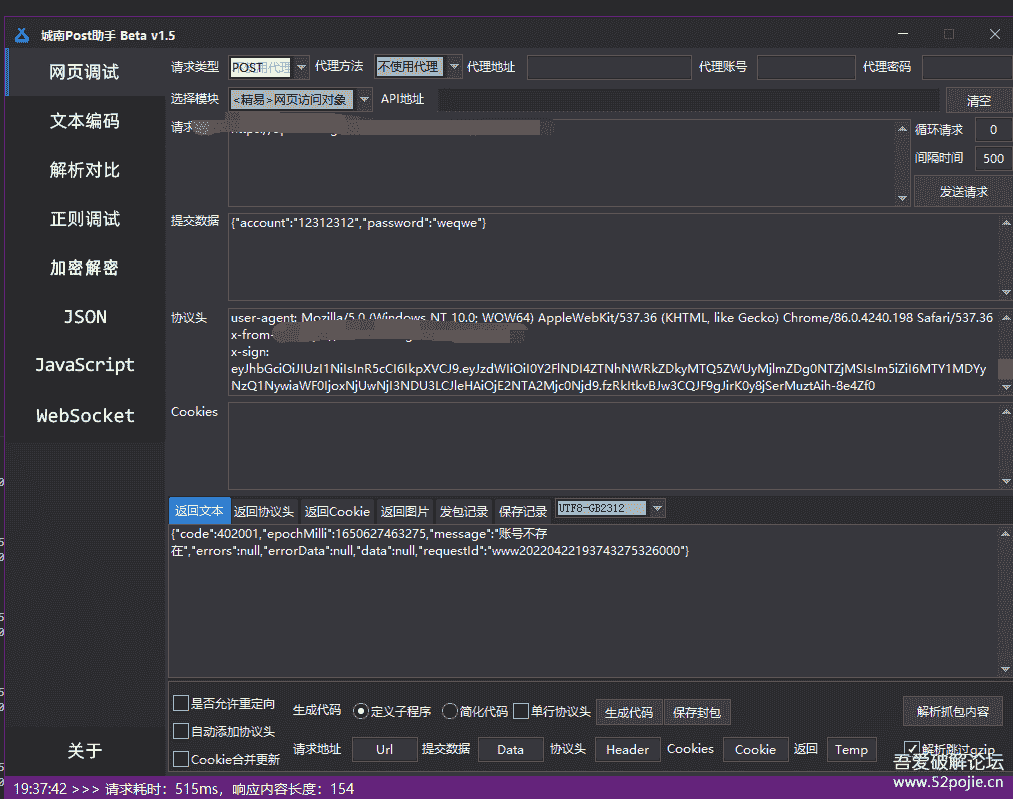 城南Post助手 Beta v1.5
网页调试
文本编码
解析对比
正则调试
加密解密
JSON
JavaScript
WebSocket
关于
请求类型 POST 代理方法 不使用代理 代理地址 代理账号 代理密码
选择模块 <精易>网页访问对象 API地址 清空
请求
循环请求 0
间隔时间 500
发送请求
提交数据 {"account":"12312312","password":"weqwe"}
协议头 user-agent: Mozilla/5.0 (Windows NT 10.0; WOW64) AppleWebKit/537.36 (KHTML, like Gecko) Chrome/86.0.4240.198 Safari/537.36
x-from-
x-sign:
eyJhbGciOiJIUzI1NiIsInR5cCI6IkpXVCJ9.eyJzdWIiOiI0Y2FlNDI4ZTNhNWRkZDkyMTQ5ZWUyMjlmZDg0NTZjMSIsIm5iZiI6MTY1MDYy
NzQ1NywiaWF0IjoxNjUwNjI3NDU3LCJleHAiOjE2NTA2Mjc0Njd9.fzRkItkvBJw3CQJF9gJirK0y8jSerMuztAih-8e4Zf0
Cookies
返回文本 返回协议头 返回Cookie 返回图片 发包记录 保存记录 UTF8-GB2312
{"code":402001,"epochMilli":1650627463275,"message":"账号不存
在","errors":null,"errorData":null,"data":null,"requestId":"www20220422193743275326000"}
是否允许重定向 生成代码 定义子程序 简化代码 单行协议头 生成代码 保存封包 解析抓包内容
自动添加协议头 请求地址 Url 提交数据 Data 协议头 Header Cookies Cookie 返回 Temp 解析跳过gzip
Cookie合并更新
19:37:42 >>> 请求耗时：515ms，响应内容长度：154
吾爱破解论坛
www.52pojie.cn